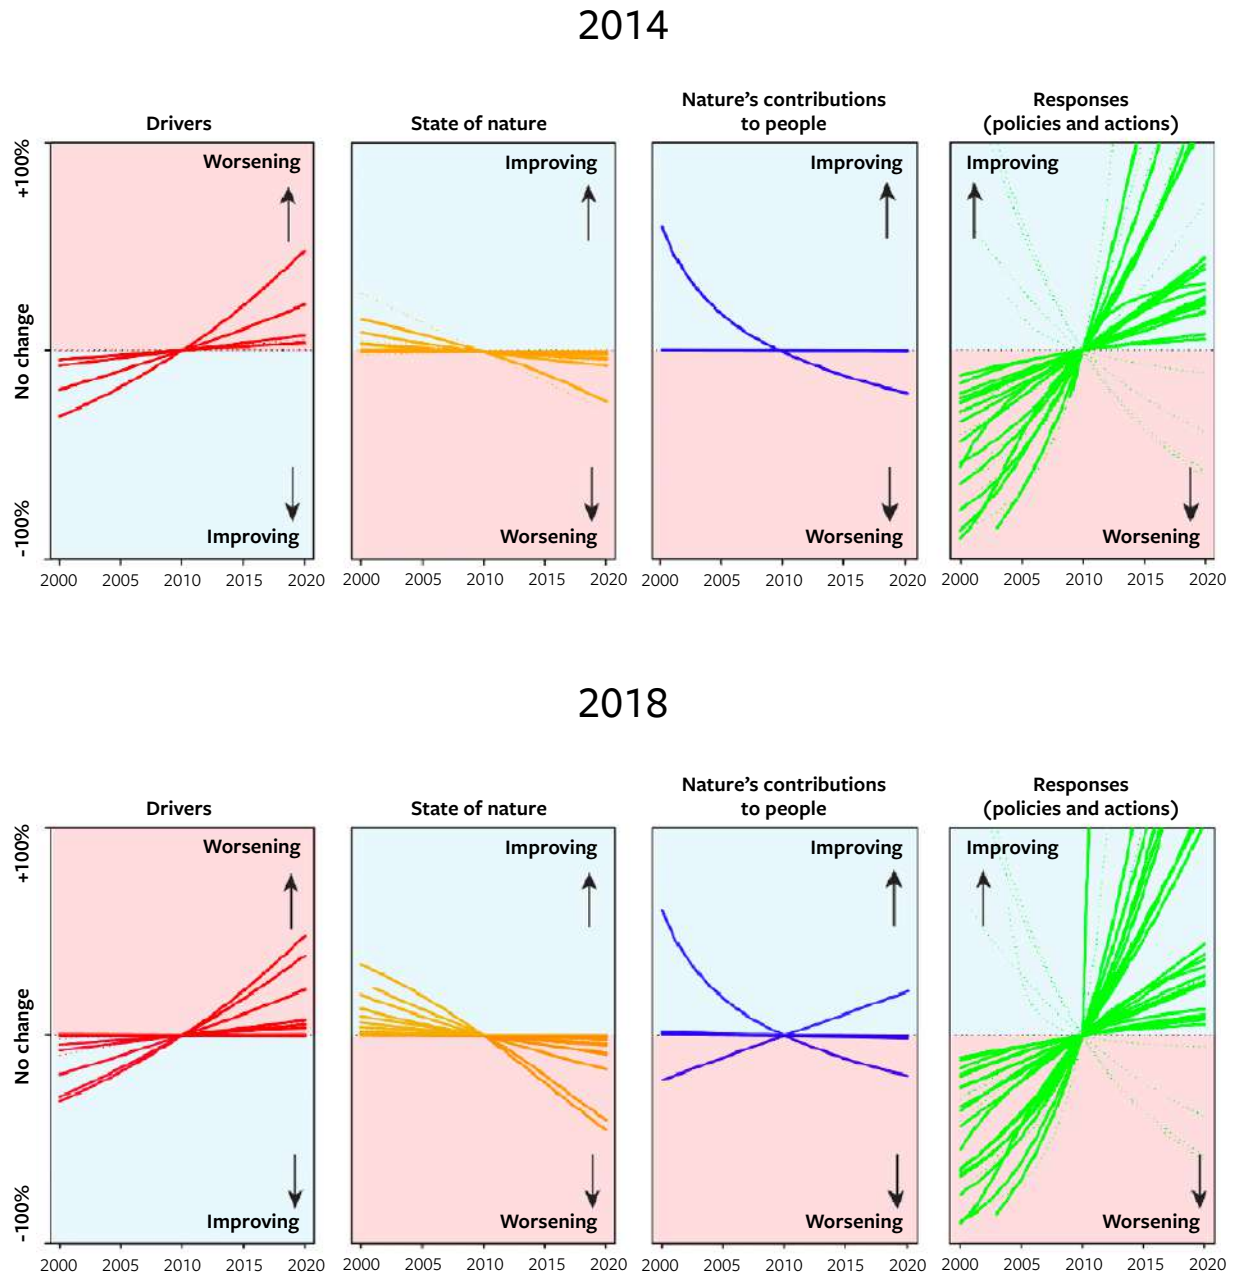 2014
Drivers
State of nature
Nature's contributions
to people
Responses
(policies and actions)
+100%
No change
-100%
Worsening
Improving
Improving
Worsening
Improving
Worsening
Improving
Worsening
2000 2005 2010 2015 2020
2000 2005 2010 2015 2020
2000 2005 2010 2015 2020
2000 2005 2010 2015 2020
2018
Drivers
State of nature
Nature's contributions
to people
Responses
(policies and actions)
+100%
No change
-100%
Worsening
Improving
Improving
Worsening
Improving
Worsening
Improving
Worsening
2000 2005 2010 2015 2020
2000 2005 2010 2015 2020
2000 2005 2010 2015 2020
2000 2005 2010 2015 2020